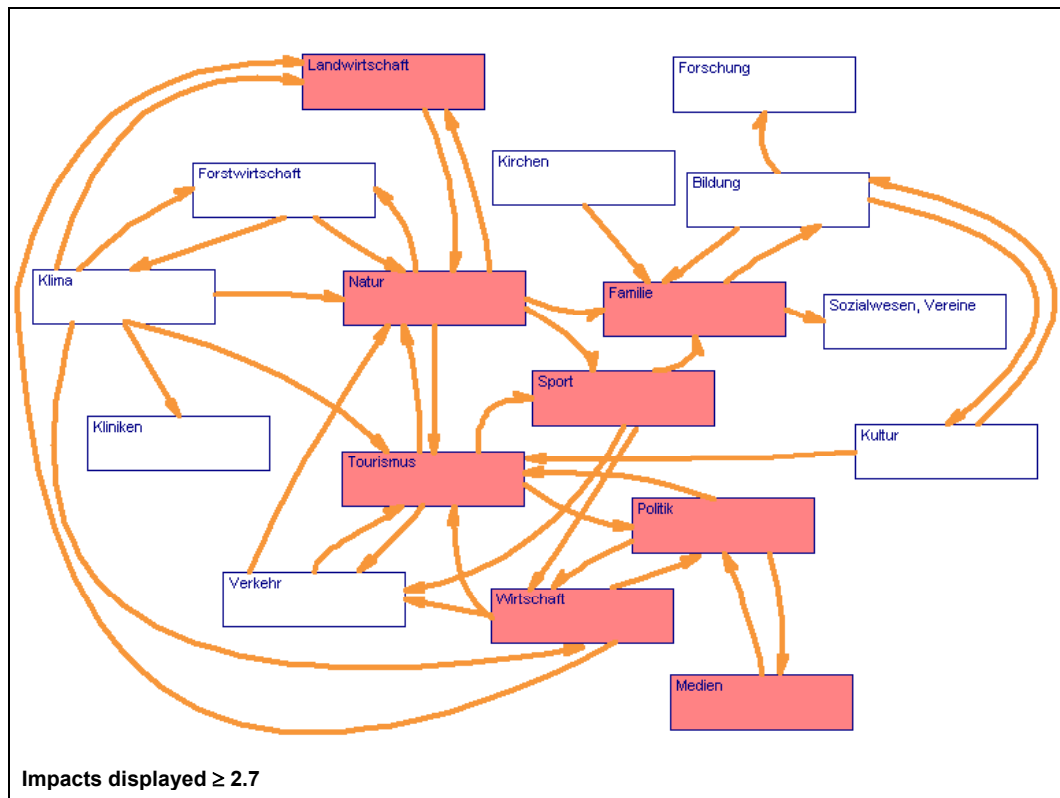 Landwirtschaft
Forschung
Kirchen
Forstwirtschaft
Bildung
Klima
Natur
Familie
Sozialwesen, Vereine
Sport
Kliniken
Kultur
Tourismus
Politik
Verkehr
Wirtschaft
Medien
Impacts displayed ≥ 2.7